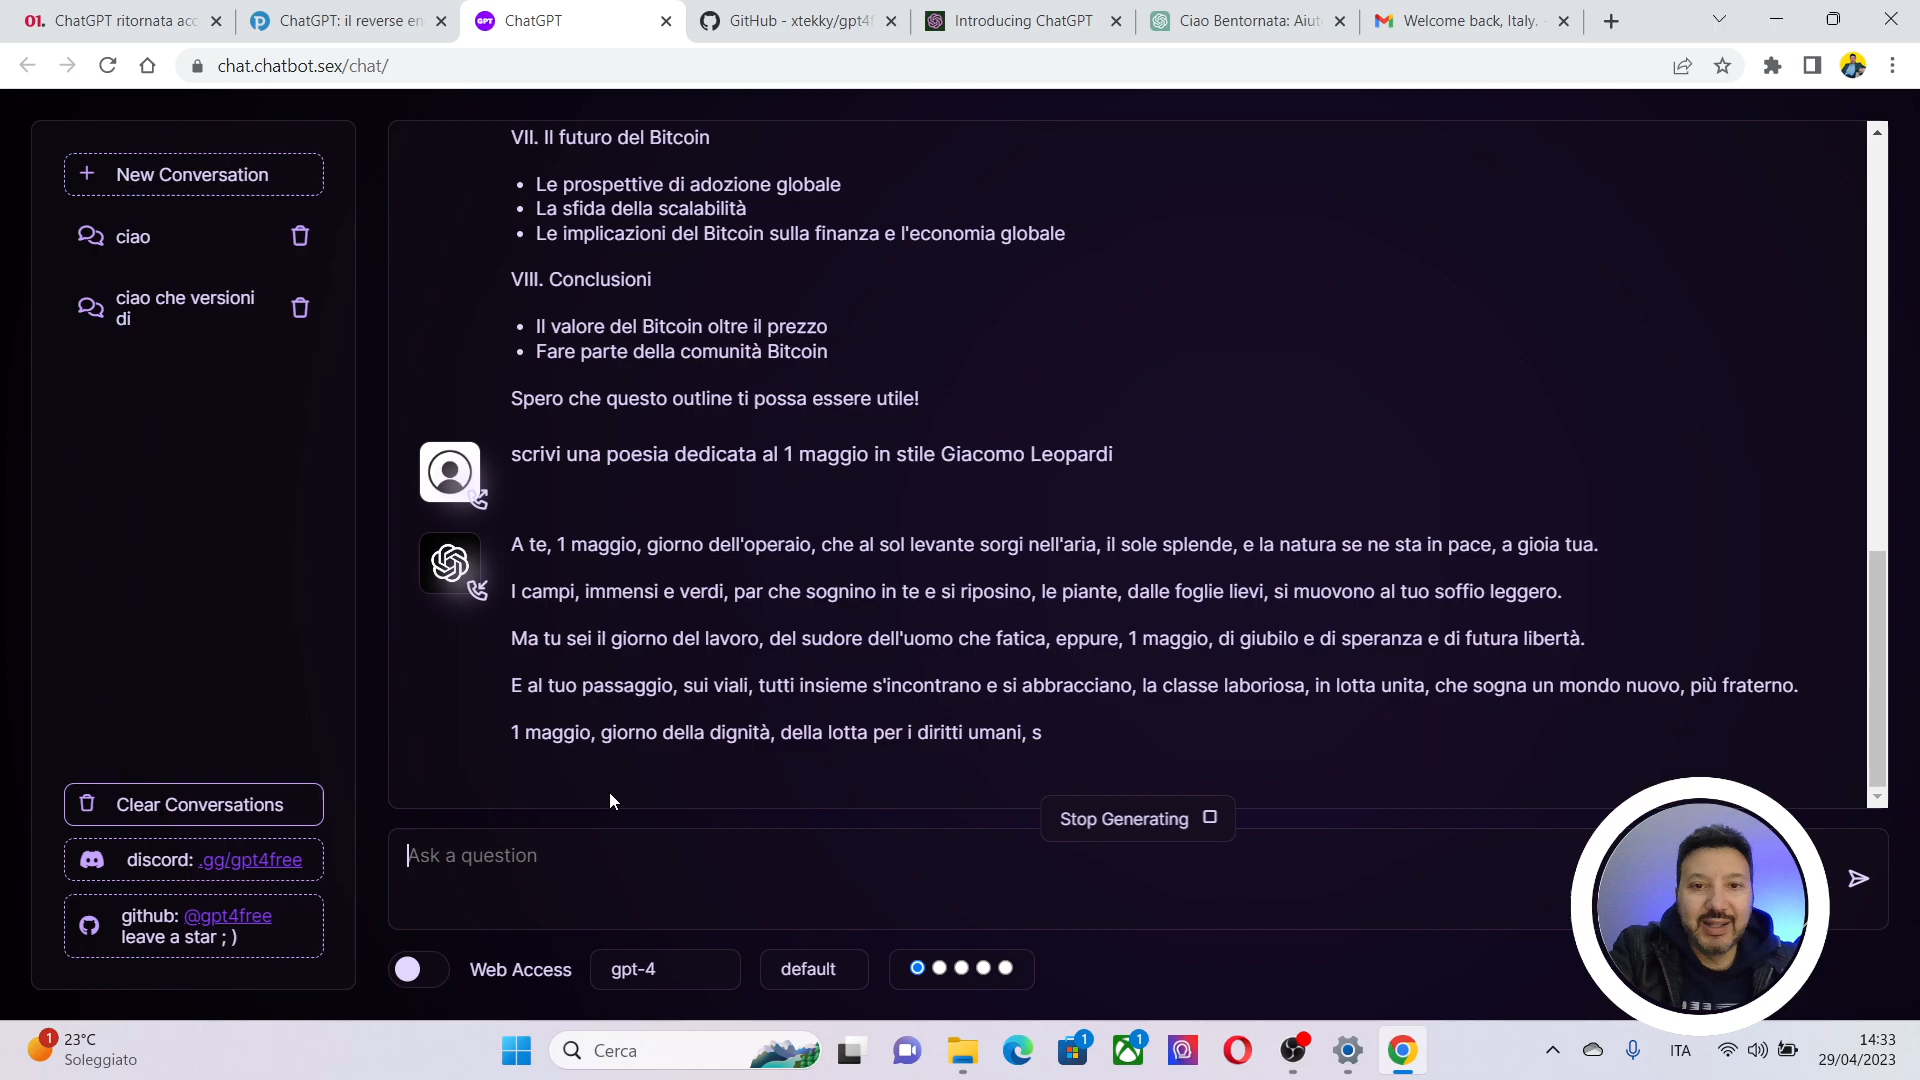 01. ChatGPT ritornata acc
ChatGPT: il reverse en
ChatGPT
GitHub - xtekky/gpt4f
Introducing ChatGPT
Ciao Bentornata: Aiut
Welcome back, Italy. -
chat.chatbot.sex/chat/
New Conversation
ciao
ciao che versioni
di
Clear Conversations
discord: .gg/gpt4free
github: @gpt4free
leave a star ; )
VII. Il futuro del Bitcoin
• Le prospettive di adozione globale
• La sfida della scalabilità
• Le implicazioni del Bitcoin sulla finanza e l'economia globale
VIII. Conclusioni
• Il valore del Bitcoin oltre il prezzo
• Fare parte della comunità Bitcoin
Spero che questo outline ti possa essere utile!
scrivi una poesia dedicata al 1 maggio in stile Giacomo Leopardi
A te, 1 maggio, giorno dell'operaio, che al sol levante sorgi nell'aria, il sole splende, e la natura se ne sta in pace, a gioia tua.
I campi, immensi e verdi, par che sognino in te e si riposino, le piante, dalle foglie lievi, si muovono al tuo soffio leggero.
Ma tu sei il giorno del lavoro, del sudore dell'uomo che fatica, eppure, 1 maggio, di giubilo e di speranza e di futura libertà.
E al tuo passaggio, sui viali, tutti insieme s'incontrano e si abbracciano, la classe laboriosa, in lotta unita, che sogna un mondo nuovo, più fraterno.
1 maggio, giorno della dignità, della lotta per i diritti umani, s
Stop Generating
Ask a question
Web Access
gpt-4
default
1
23°C
Soleggiato
Cerca
1
1
ITA
14:33
29/04/2023